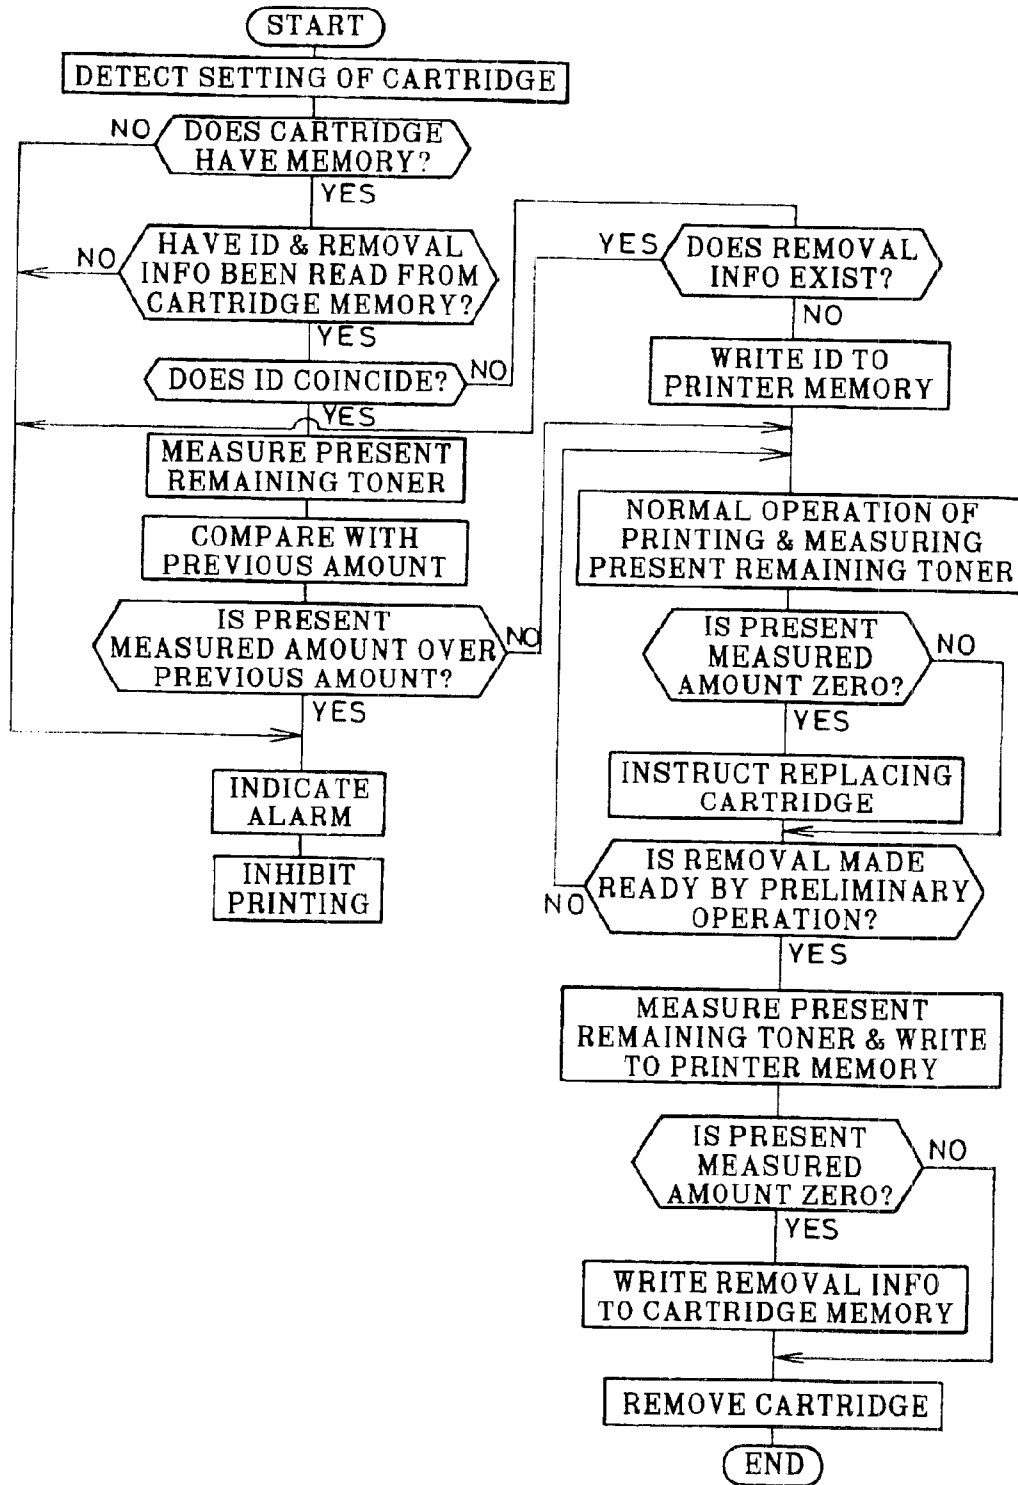 START
DETECT SETTING OF CARTRIDGE
NO
DOES CARTRIDGE
HAVE MEMORY?
YES
NO
HAVE ID & REMOVAL
INFO BEEN READ FROM
CARTRIDGE MEMORY?
YES
DOES ID COINCIDE?
NO
YES
MEASURE PRESENT
REMAINING TONER
COMPARE WITH
PREVIOUS AMOUNT
IS PRESENT
MEASURED AMOUNT OVER
PREVIOUS AMOUNT?
NO
YES
INDICATE
ALARM
INHIBIT
PRINTING
YES
DOES REMOVAL
INFO EXIST?
NO
WRITE ID TO
PRINTER MEMORY
NORMAL OPERATION OF
PRINTING & MEASURING
PRESENT REMAINING TONER
IS PRESENT
MEASURED
AMOUNT ZERO?
NO
YES
INSTRUCT REPLACING
CARTRIDGE
IS REMOVAL MADE
READY BY PRELIMINARY
OPERATION?
NO
YES
MEASURE PRESENT
REMAINING TONER & WRITE
TO PRINTER MEMORY
IS PRESENT
MEASURED
AMOUNT ZERO?
NO
YES
WRITE REMOVAL INFO
TO CARTRIDGE MEMORY
REMOVE CARTRIDGE
END